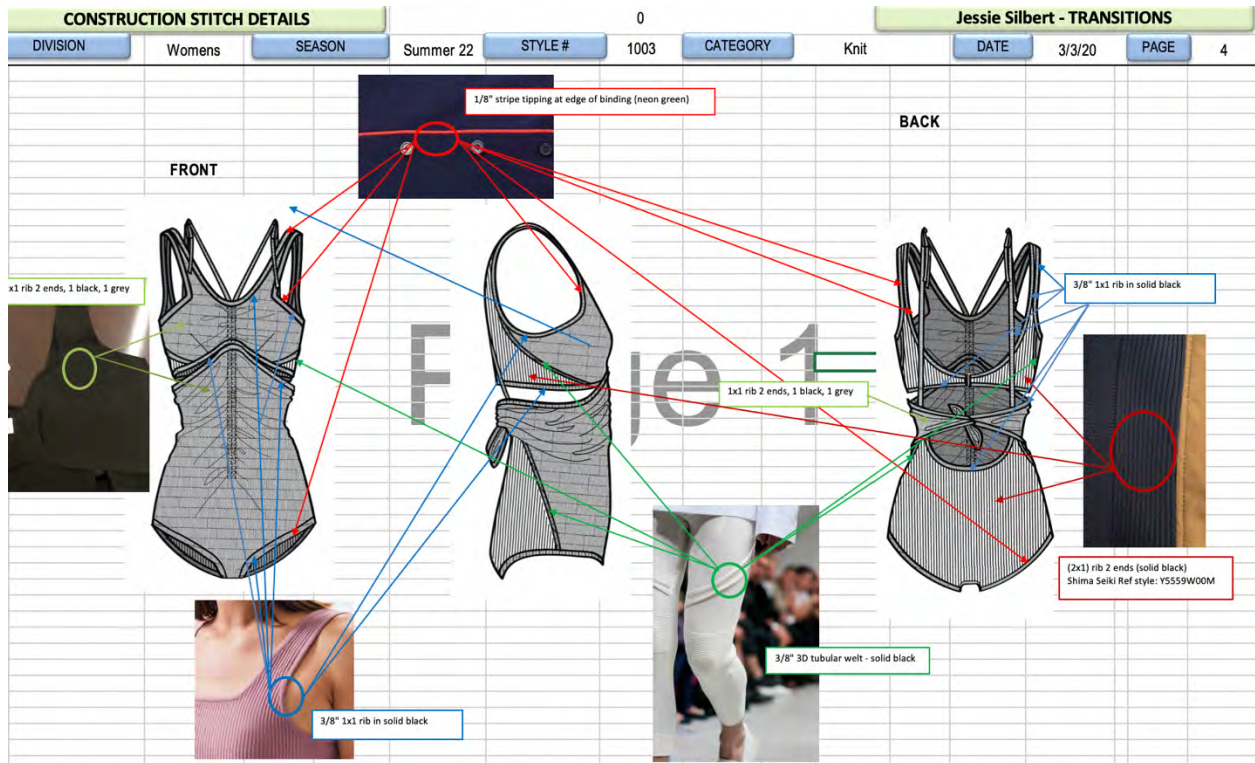 CONSTRUCTION STITCH DETAILS
0
Jessie Silbert - TRANSITIONS
DIVISION
Womens
SEASON
Summer 22
STYLE #
1003
CATEGORY
Knit
DATE
3/3/20
PAGE
4
1/8" stripe tipping at edge of binding (neon green)
BACK
FRONT
x1 rib 2 ends, 1 black, 1 grey
3/8" 1x1 rib in solid black
1x1 rib 2 ends, 1 black, 1 grey
(2x1) rib 2 ends (solid black)
Shima Seiki Ref style: Y5559W00M
3/8" 3D tubular welt - solid black
3/8" 1x1 rib in solid black